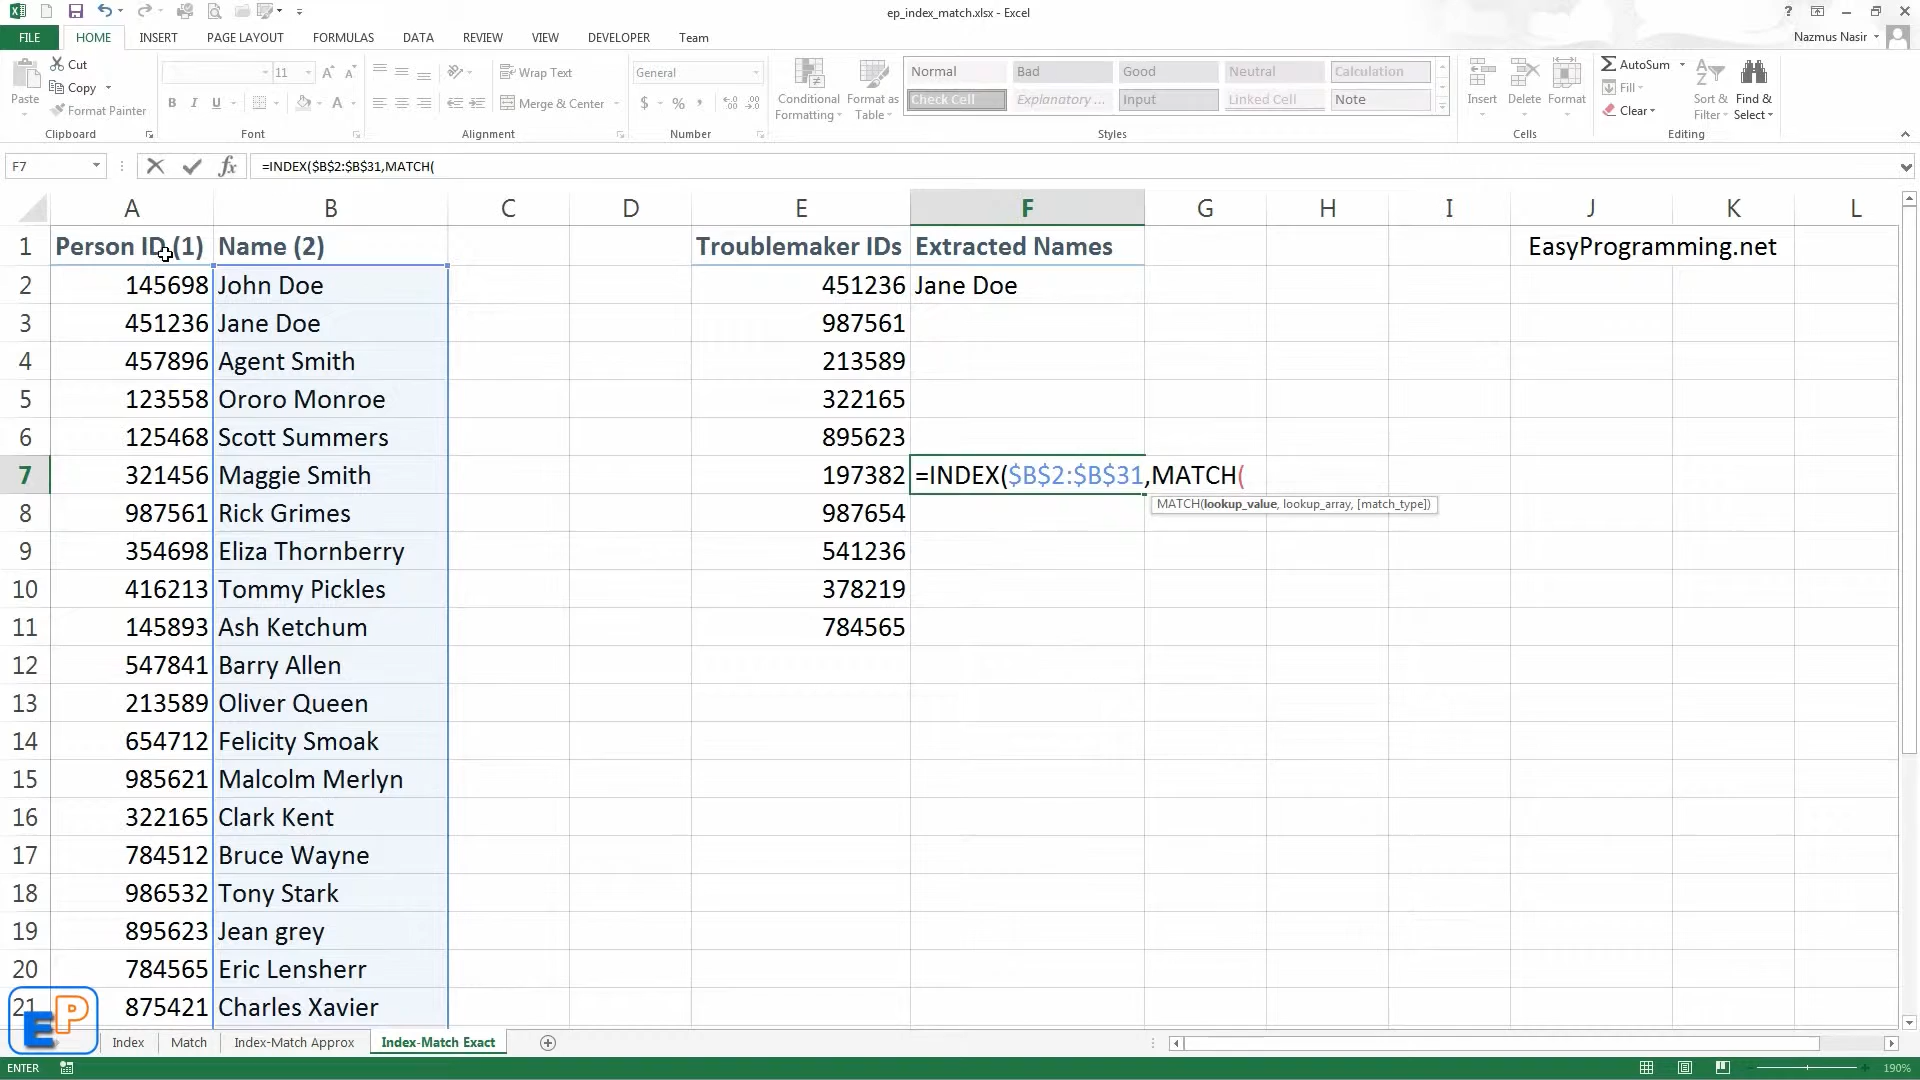 ep_index_match.xlsx - Excel
?
FILE HOME INSERT PAGE LAYOUT FORMULAS DATA REVIEW VIEW DEVELOPER Team
Nazmus Nasir
Paste Cut Copy Format Painter Clipboard
11 B I U A A A Font
Wrap Text Merge & Center Alignment
General $ % , Number
Conditional Formatting Format as Table
Normal Bad Good Neutral Calculation
Check Cell Explanatory ... Input Linked Cell Note
Styles
Insert Delete Format Cells
AutoSum Fill Clear Sort & Filter Find & Select Editing
F7 fx =INDEX($B$2:$B$31,MATCH(
A B C D E F G H I J K L
1 Person ID (1) Name (2) Troublemaker IDs Extracted Names EasyProgramming.net
2 145698 John Doe 451236 Jane Doe
3 451236 Jane Doe 987561
4 457896 Agent Smith 213589
5 123558 Ororo Monroe 322165
6 125468 Scott Summers 895623
7 321456 Maggie Smith 197382 =INDEX($B$2:$B$31,MATCH(
MATCH(lookup_value, lookup_array, [match_type])
8 987561 Rick Grimes 987654
9 354698 Eliza Thornberry 541236
10 416213 Tommy Pickles 378219
11 145893 Ash Ketchum 784565
12 547841 Barry Allen
13 213589 Oliver Queen
14 654712 Felicity Smoak
15 985621 Malcolm Merlyn
16 322165 Clark Kent
17 784512 Bruce Wayne
18 986532 Tony Stark
19 895623 Jean grey
20 784565 Eric Lensherr
21 875421 Charles Xavier
EP
Index Match Index-Match Approx Index-Match Exact
ENTER 190%